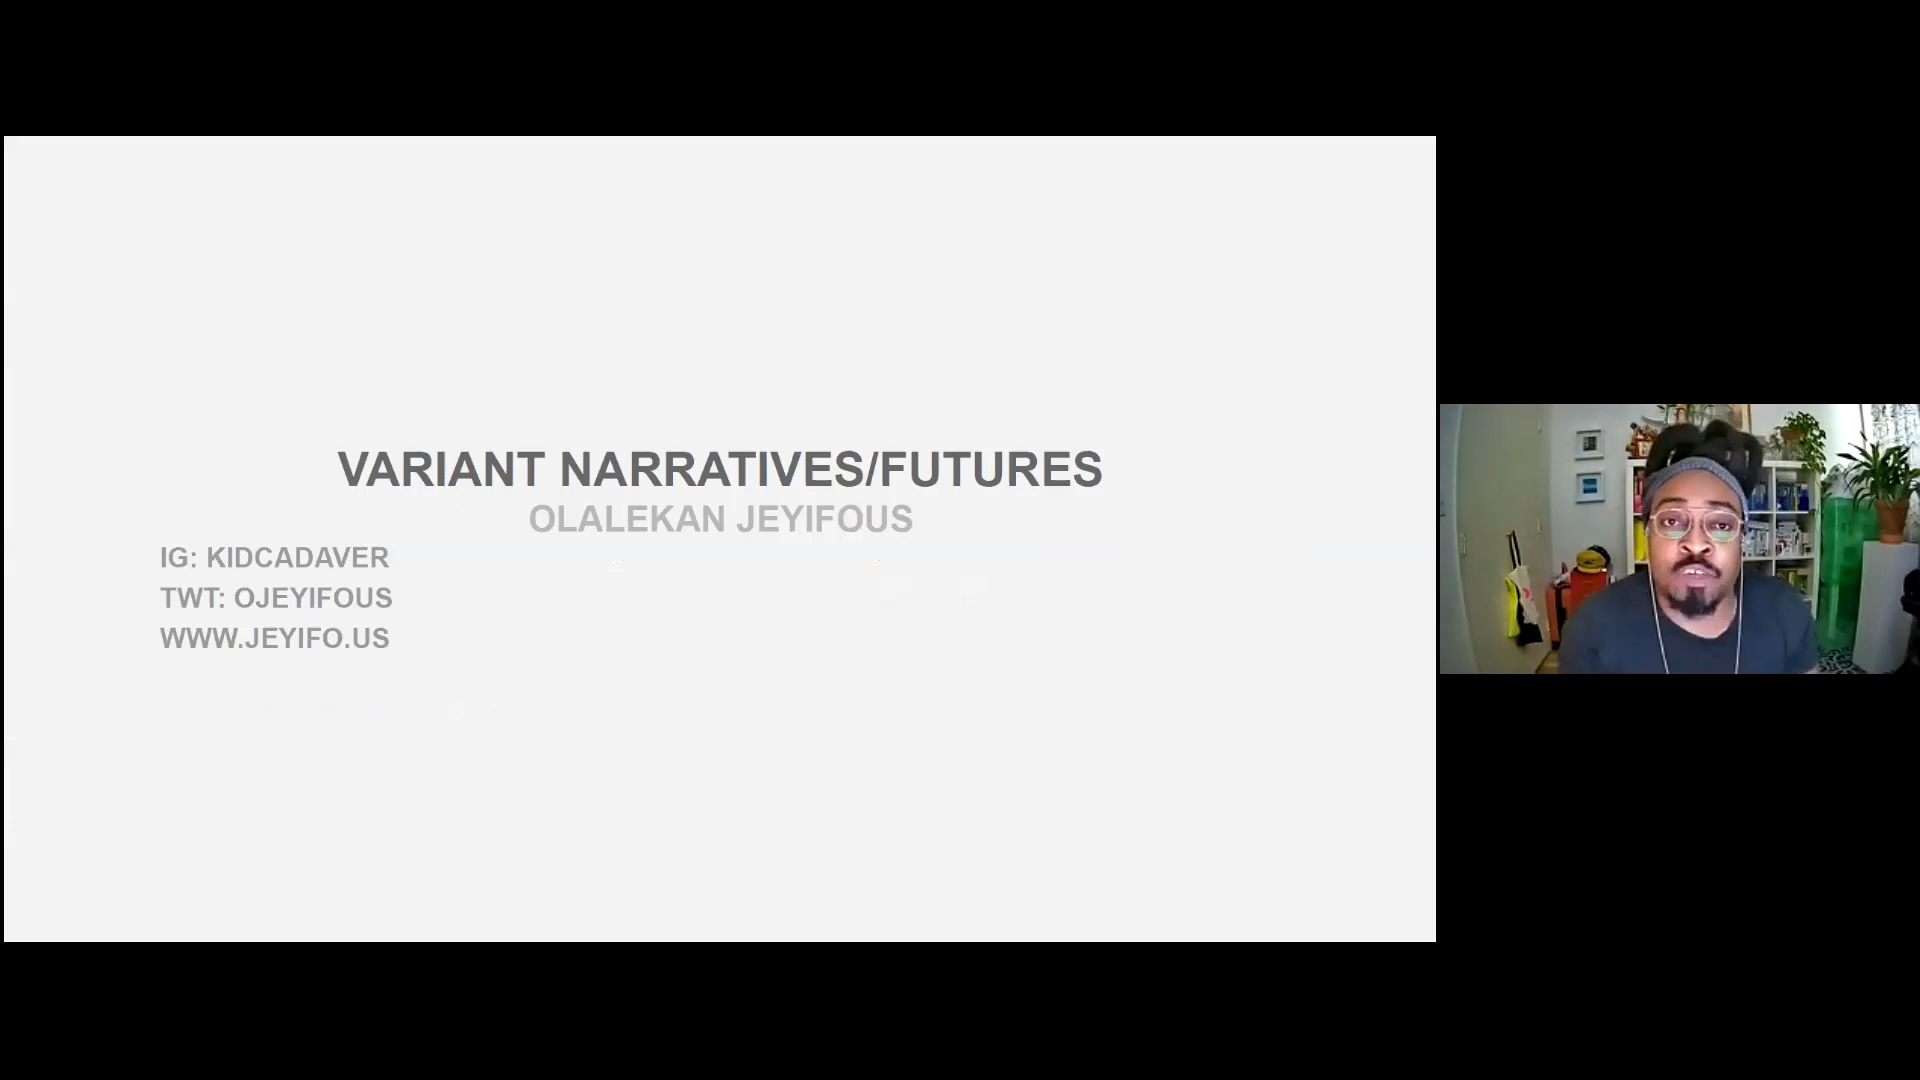 VARIANT NARRATIVES/FUTURES
OLALEKAN JEYIFOUS
IG: KIDCADAVER
TWT: OJEYIFOUS
WWW.JEYIFO.US